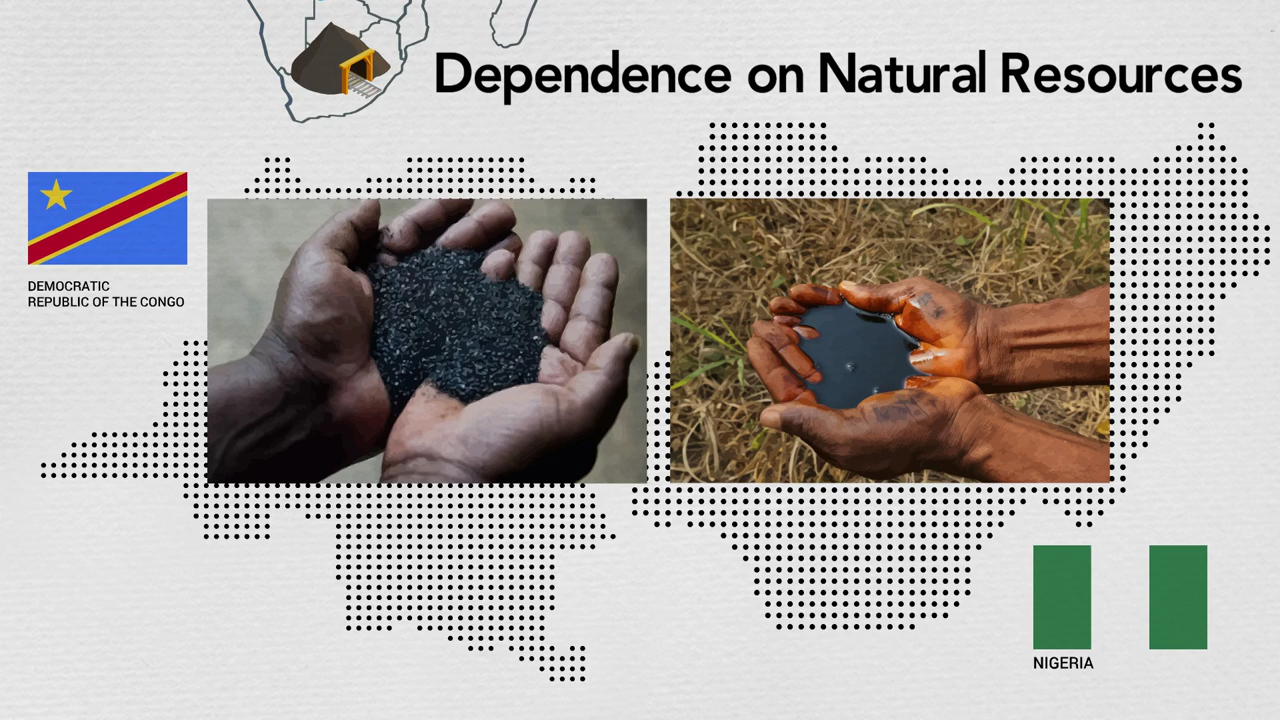 Dependence on Natural Resources
DEMOCRATIC
REPUBLIC OF THE CONGO
NIGERIA